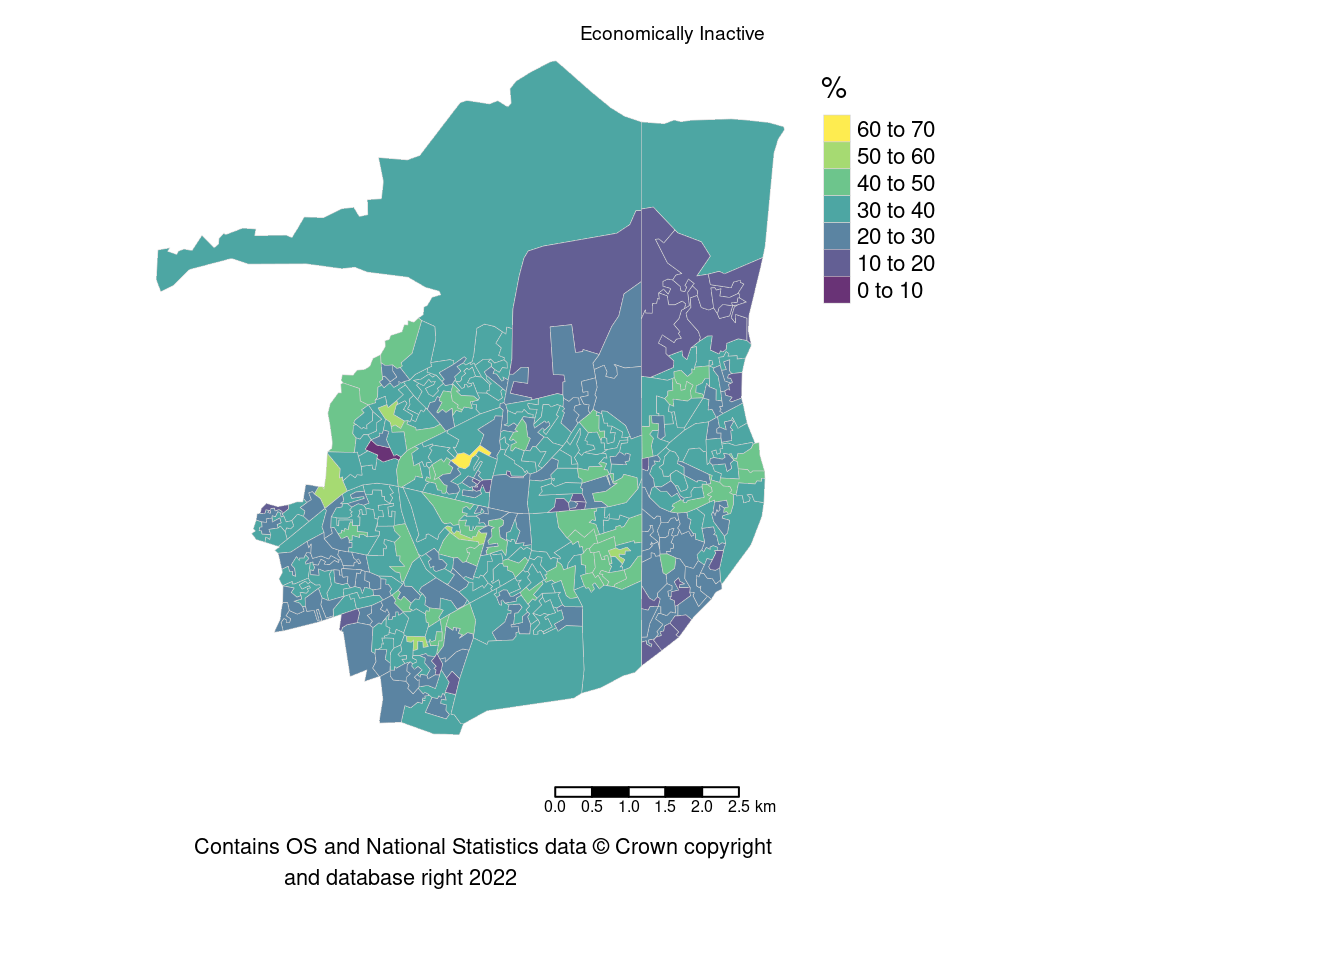 Economically Inactive
%
60 to 70
50 to 60
40 to 50
30 to 40
20 to 30
10 to 20
0 to 10
0.0 0.5 1.0 1.5 2.0 2.5 km
Contains OS and National Statistics data © Crown copyright
and database right 2022